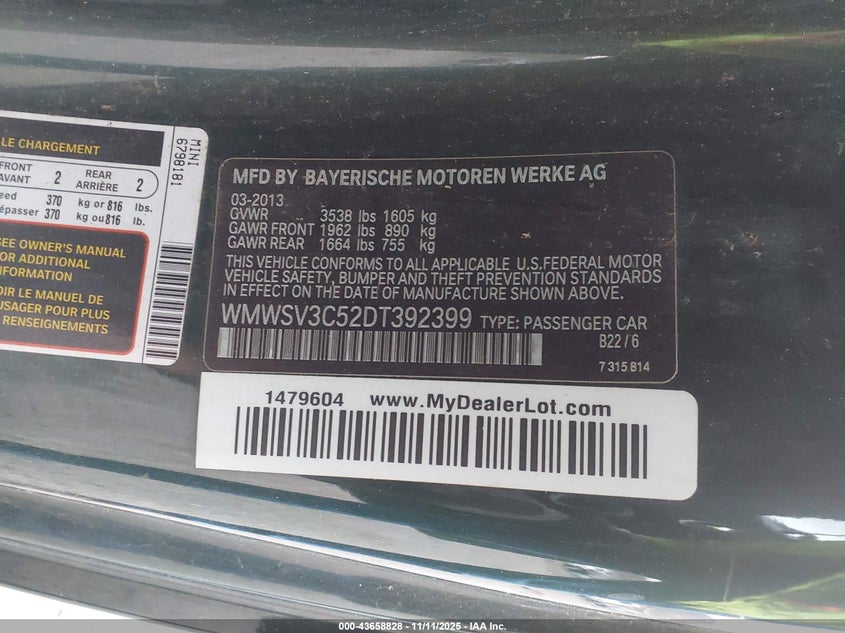 LE CHARGEMENT
FRONT
AVANT 2
REAR
ARRIÈRE 2
370 kg or 816 lbs.
370 kg ou 816 lb.
SEE OWNER'S MANUAL
FOR ADDITIONAL
INFORMATION
LE MANUEL DE
PLUS
MINI
6798181
MFD BY BAYERISCHE MOTOREN WERKE AG
03-2013
GVWR 3538 lbs 1605 kg
GAWR FRONT 1962 lbs 890 kg
GAWR REAR 1664 lbs 755 kg
THIS VEHICLE CONFORMS TO ALL APPLICABLE U.S.FEDERAL MOTOR
VEHICLE SAFETY, BUMPER AND THEFT PREVENTION STANDARDS
IN EFFECT ON THE DATE OF MANUFACTURE SHOWN ABOVE.
WMWSV3C52DT392399 TYPE: PASSENGER CAR
B22 / 6
7 315 814
1479604 www.MyDealerLot.com
000-43658828 - 11/11/2025 - IAA Inc.